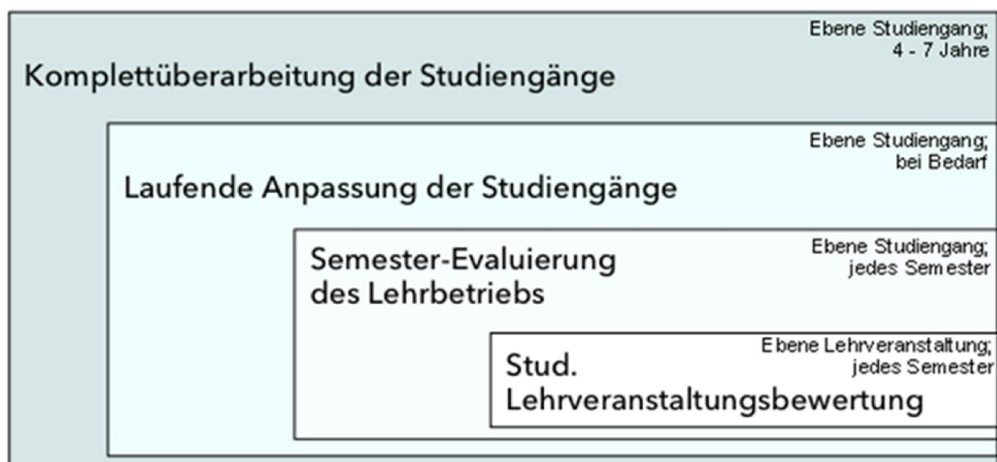 Ebene Studiengang;
4 - 7 Jahre
Komplettüberarbeitung der Studiengänge
Ebene Studiengang;
bei Bedarf
Laufende Anpassung der Studiengänge
Ebene Studiengang;
jedes Semester
Semester-Evaluierung
des Lehrbetriebs
Ebene Lehrveranstaltung;
jedes Semester
Stud.
Lehrveranstaltungsbewertung